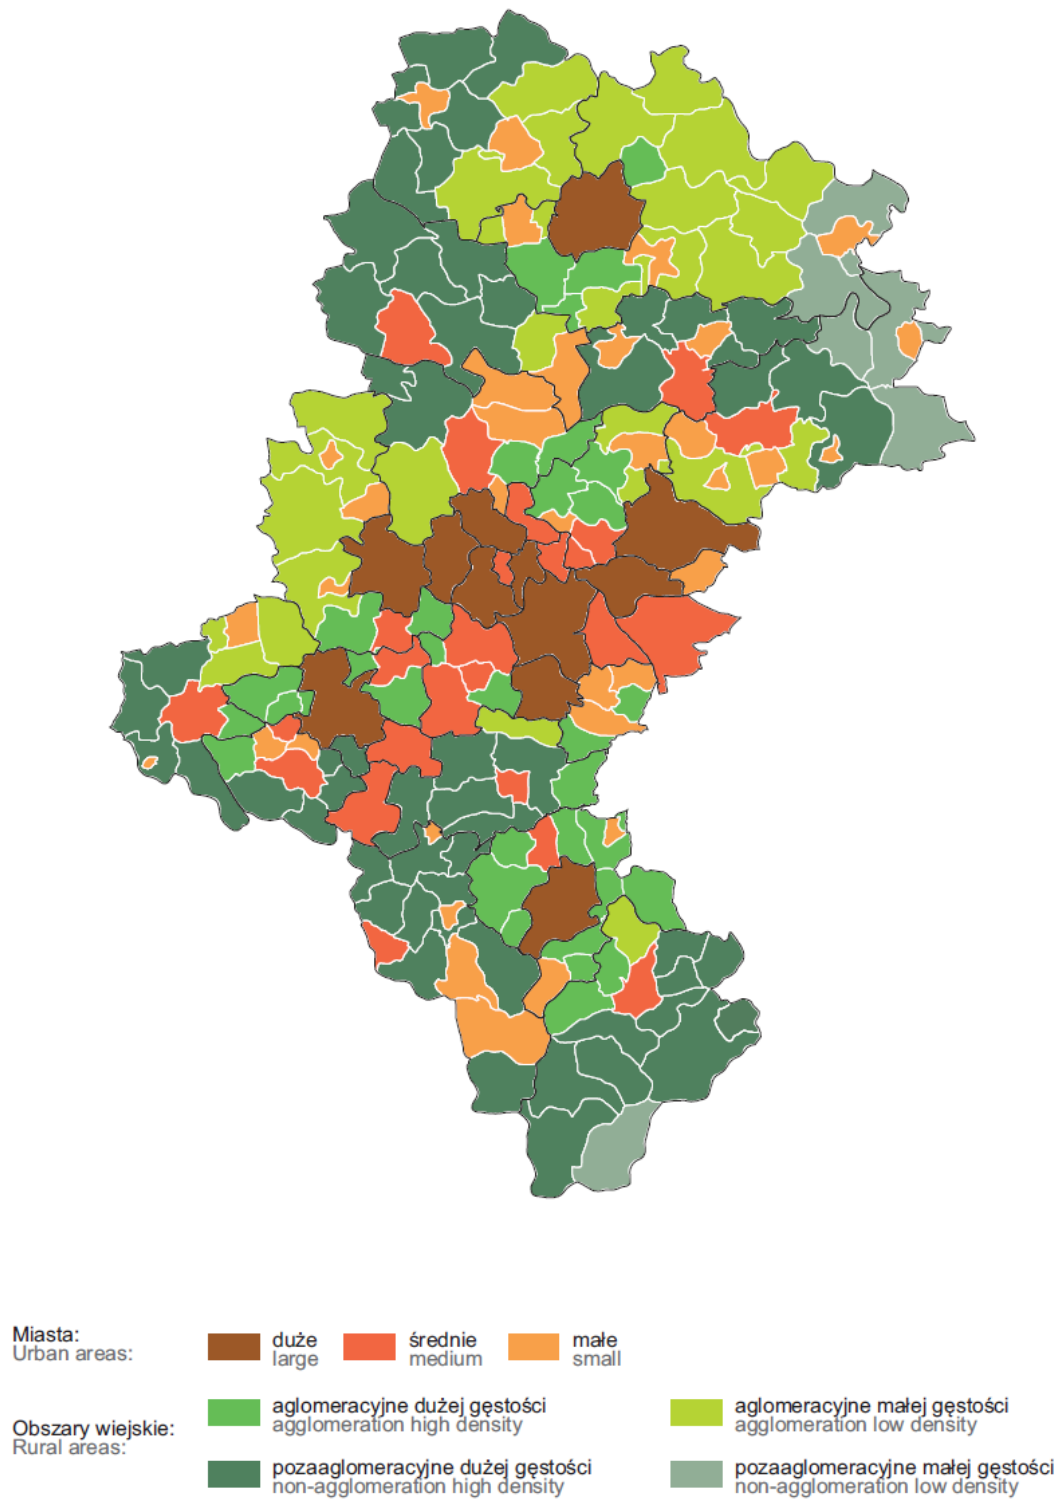 Miasta:
Urban areas:
duże
large
średnie
medium
małe
small
Obszary wiejskie:
Rural areas:
aglomeracyjne dużej gęstości
agglomeration high density
aglomeracyjne małej gęstości
agglomeration low density
pozaaglomeracyjne dużej gęstości
non-agglomeration high density
pozaaglomeracyjne małej gęstości
non-agglomeration low density